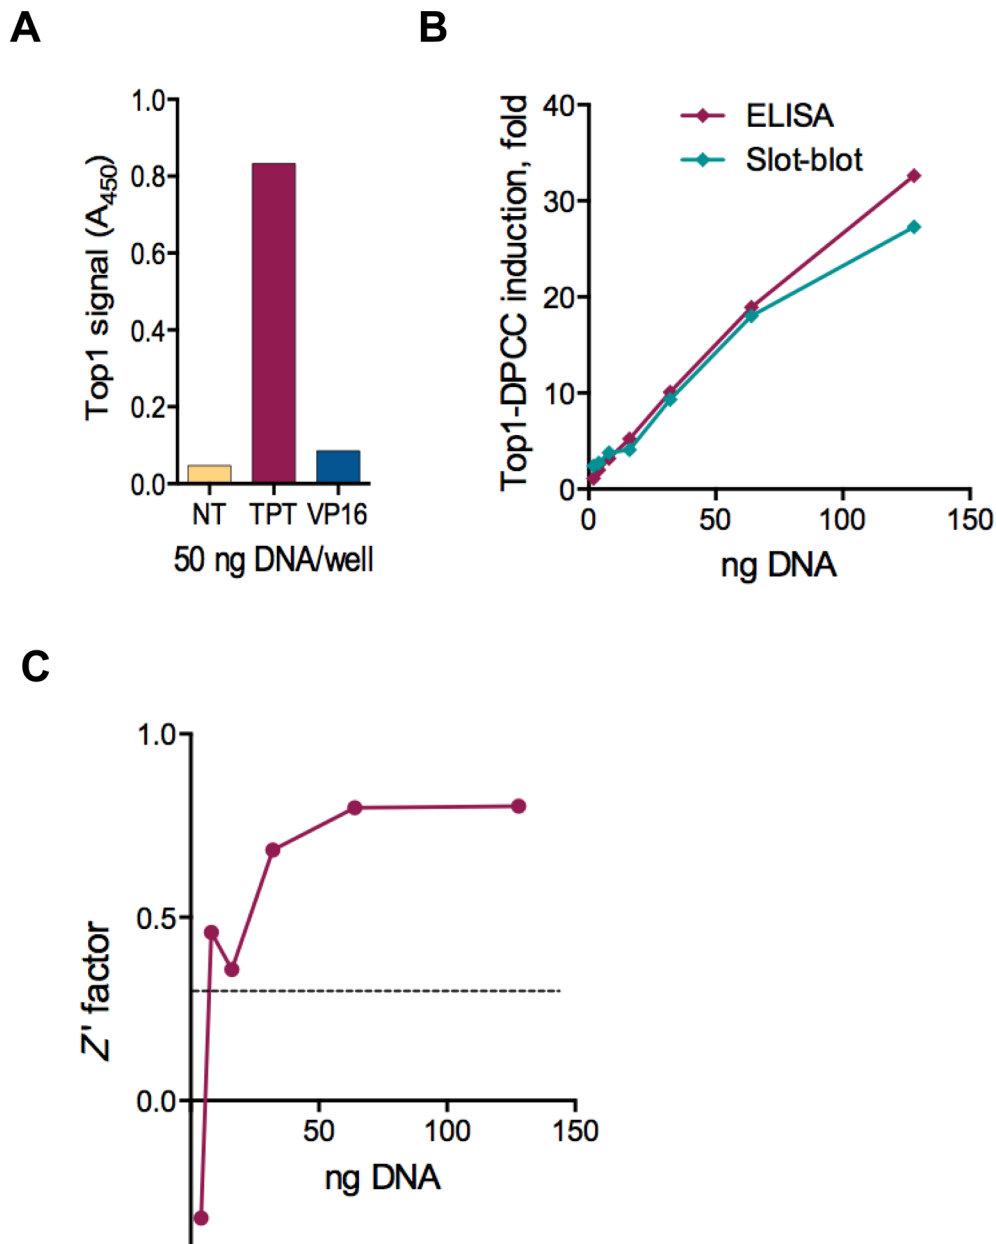 A
B
1.0
0.8
0.6
0.4
0.2
0.0
Top1 signal (A450)
NT TPT VP16
50 ng DNA/well
40
30
20
10
0
Top1-DPCC induction, fold
ELISA
Slot-blot
0 50 100 150
ng DNA
C
1.0
0.5
0.0
Z' factor
50 100 150
ng DNA